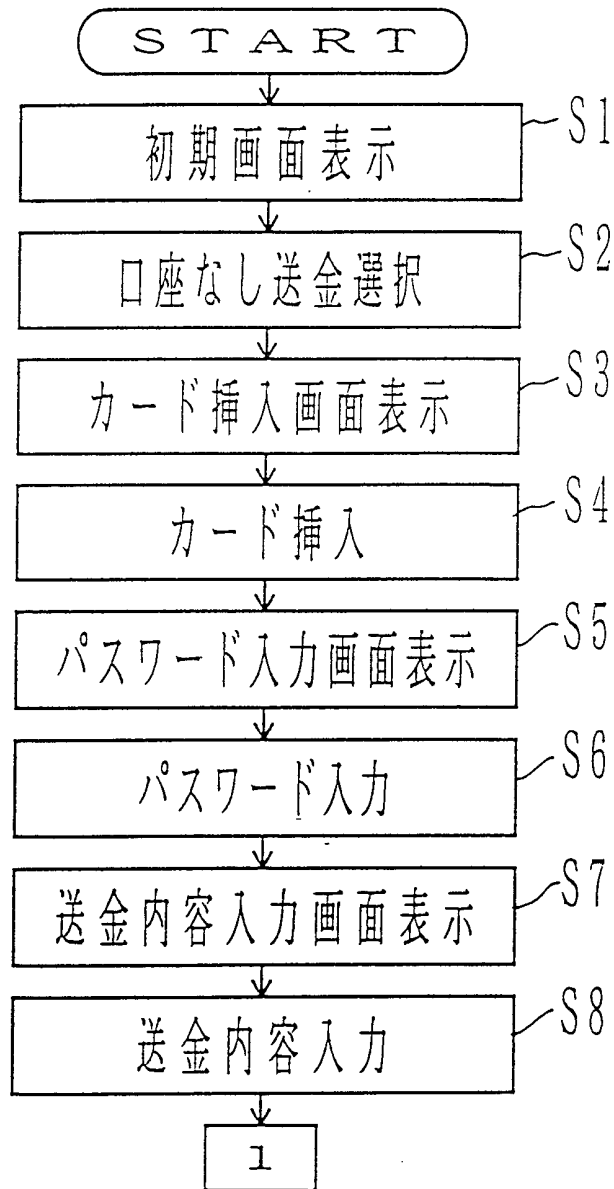 START
初期画面表示 S1
口座なし送金選択 S2
カード挿入画面表示 S3
カード挿入 S4
パスワード入力画面表示 S5
パスワード入力 S6
送金内容入力画面表示 S7
送金内容入力 S8
1